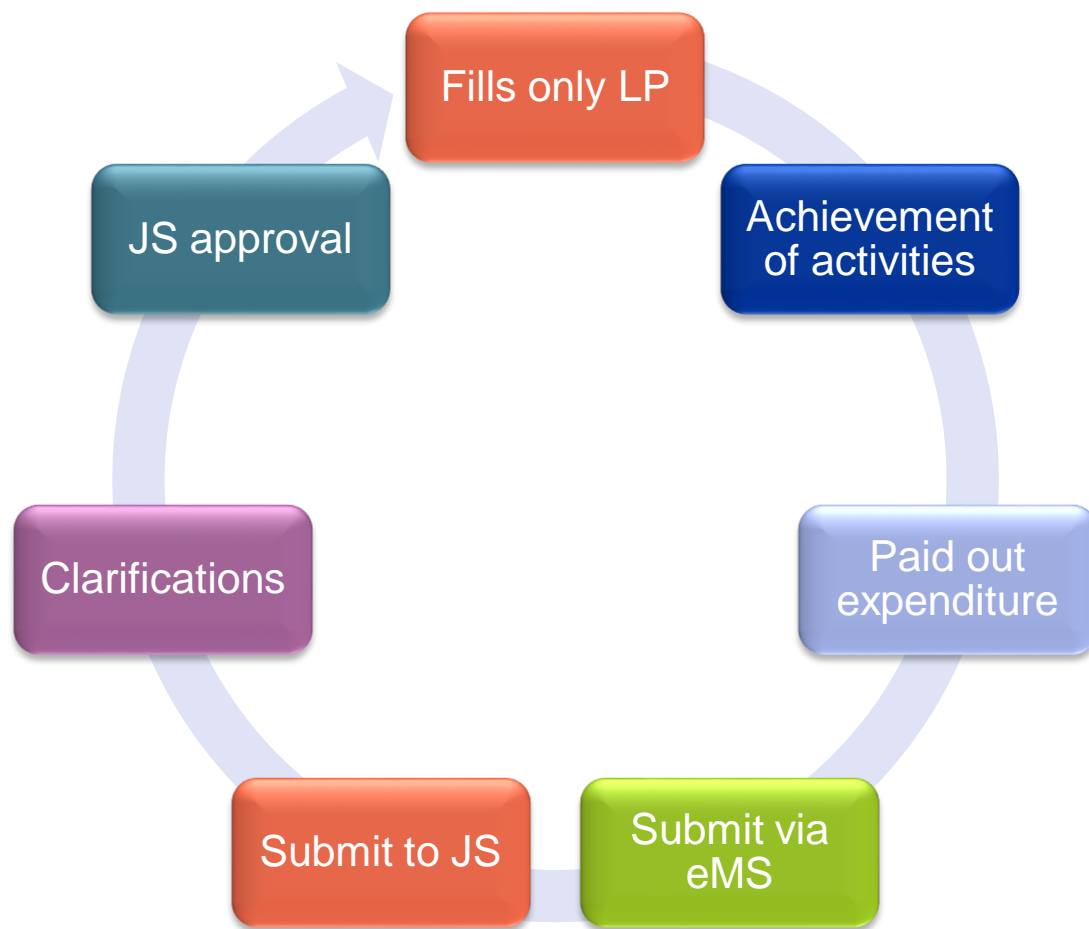 Fills only LP
Achievement
of activities
Paid out
expenditure
Submit via
eMS
Submit to JS
Clarifications
JS approval